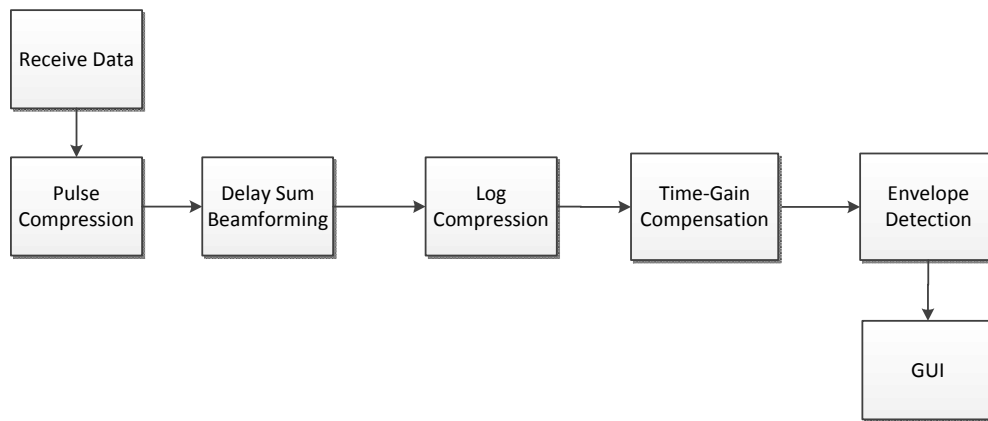 Receive Data
Pulse
Compression
Delay Sum
Beamforming
Log
Compression
Time-Gain
Compensation
Envelope
Detection
GUI